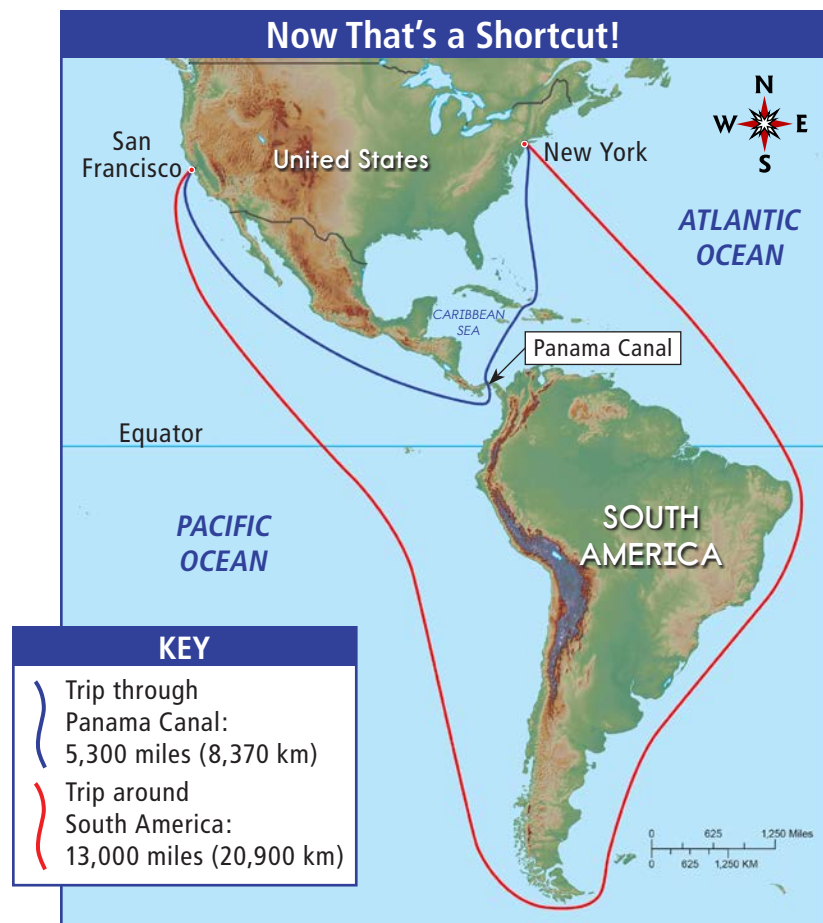 Now That’s a Shortcut!
N
W E
S
San
Francisco
United States
New York
ATLANTIC
OCEAN
CARIBBEAN
SEA
Panama Canal
Equator
PACIFIC
OCEAN
SOUTH
AMERICA
KEY
Trip through
Panama Canal:
5,300 miles (8,370 km)
Trip around
South America:
13,000 miles (20,900 km)
0 625 1,250 Miles
0 625 1,250 KM